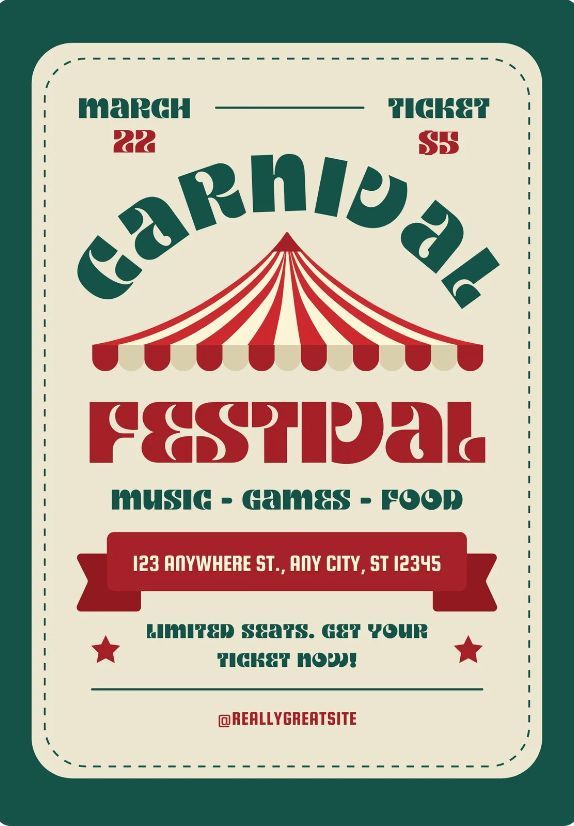 MARCH
22
TICKET
$5
CARNIVAL
FESTIVAL
MUSIC - GAMES - FOOD
123 ANYWHERE ST., ANY CITY, ST 12345
LIMITED SEATS. GET YOUR
TICKET NOW!
@REALLYGREATSITE